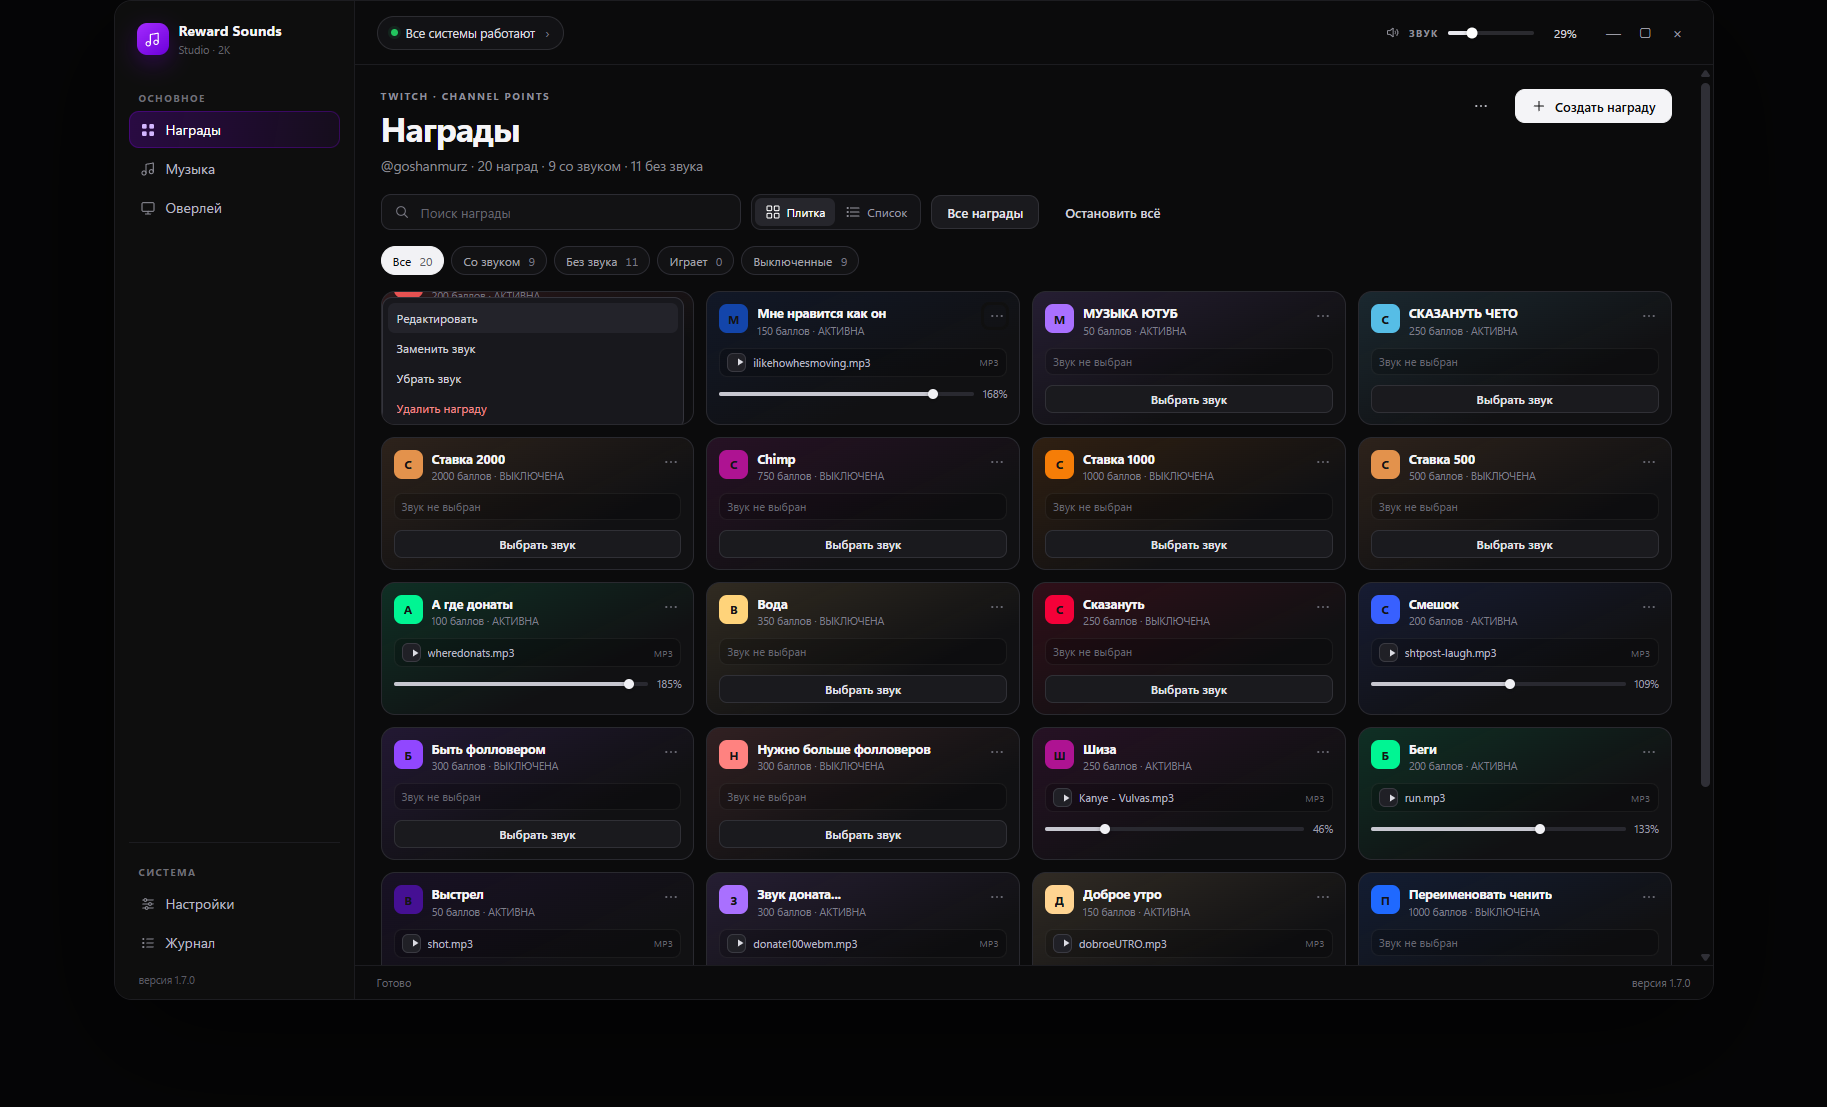 Reward Sounds
Studio · 2K
ОСНОВНОЕ
Награды
Музыка
Оверлей
СИСТЕМА
Настройки
Журнал
версия 1.7.0
Все системы работают ›
ЗВУК 29%
TWITCH · CHANNEL POINTS
Награды
@goshanmurz · 20 наград · 9 со звуком · 11 без звука
Создать награду
Поиск награды
Плитка Список Все награды Остановить всё
Все 20 Со звуком 9 Без звука 11 Играет 0 Выключенные 9
200 баллов · АКТИВНА
Редактировать
Заменить звук
Убрать звук
Удалить награду
М Мне нравится как он
150 баллов · АКТИВНА
ilikehowhesmoving.mp3 MP3
168%
М МУЗЫКА ЮТУБ
50 баллов · АКТИВНА
Звук не выбран
Выбрать звук
С СКАЗАНУТЬ ЧЕТО
250 баллов · АКТИВНА
Звук не выбран
Выбрать звук
С Ставка 2000
2000 баллов · ВЫКЛЮЧЕНА
Звук не выбран
Выбрать звук
C Chimp
750 баллов · ВЫКЛЮЧЕНА
Звук не выбран
Выбрать звук
С Ставка 1000
1000 баллов · ВЫКЛЮЧЕНА
Звук не выбран
Выбрать звук
С Ставка 500
500 баллов · ВЫКЛЮЧЕНА
Звук не выбран
Выбрать звук
А А где донаты
100 баллов · АКТИВНА
wheredonats.mp3 MP3
185%
В Вода
350 баллов · ВЫКЛЮЧЕНА
Звук не выбран
Выбрать звук
С Сказануть
250 баллов · ВЫКЛЮЧЕНА
Звук не выбран
Выбрать звук
С Смешок
200 баллов · АКТИВНА
shtpost-laugh.mp3 MP3
109%
Б Быть фолловером
300 баллов · ВЫКЛЮЧЕНА
Звук не выбран
Выбрать звук
Н Нужно больше фолловеров
300 баллов · ВЫКЛЮЧЕНА
Звук не выбран
Выбрать звук
Ш Шиза
250 баллов · АКТИВНА
Kanye - Vulvas.mp3 MP3
46%
Б Беги
200 баллов · АКТИВНА
run.mp3 MP3
133%
В Выстрел
50 баллов · АКТИВНА
shot.mp3 MP3
З Звук доната...
300 баллов · АКТИВНА
donate100webm.mp3 MP3
Д Доброе утро
150 баллов · АКТИВНА
dobroeUTRO.mp3 MP3
П Переименовать ченить
1000 баллов · ВЫКЛЮЧЕНА
Звук не выбран
Готово
версия 1.7.0